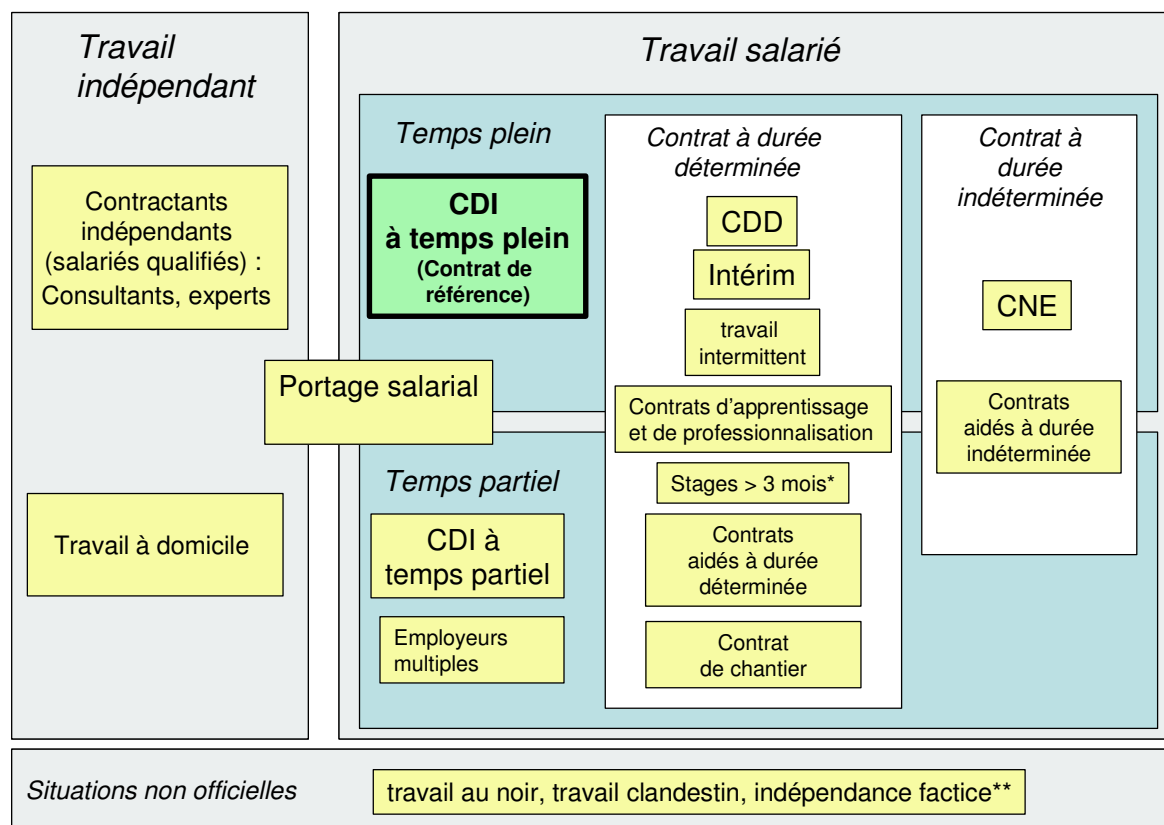 Travail
indépendant
Contractants
indépendants
(salariés qualifiés) :
Consultants, experts
Travail à domicile
Portage salarial
Travail salarié
Temps plein
CDI
à temps plein
(Contrat de
référence)
Temps partiel
CDI à
temps partiel
Employeurs
multiples
Contrat à durée
déterminée
CDD
Intérim
travail
intermittent
Contrats d'apprentissage
et de professionnalisation
Stages > 3 mois*
Contrats
aidés à durée
déterminée
Contrat
de chantier
Contrat à
durée
indéterminée
CNE
Contrats
aidés à durée
indéterminée
Situations non officielles
travail au noir, travail clandestin, indépendance factice**